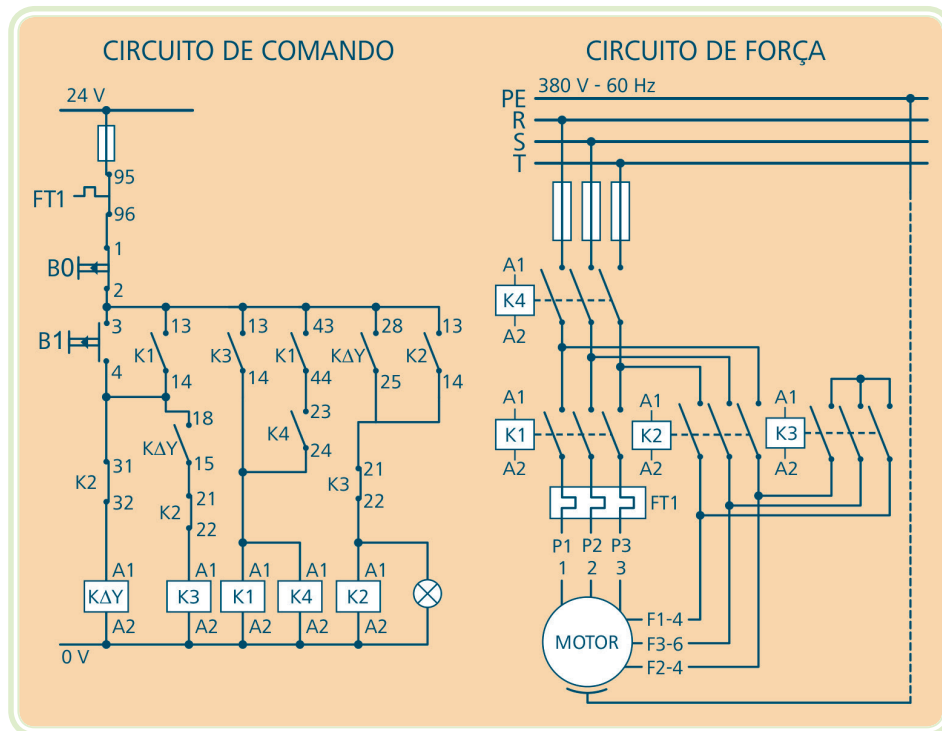 CIRCUITO DE COMANDO
24 V
95
FT1
96
1
B0
2
3
13
13
43
28
13
B1
K1
K3
K1
KΔY
K2
4
14
14
44
25
14
18
23
KΔY
K4
15
24
31
21
K2
K3
32
22
21
K2
22
A1
A1
A1
A1
A1
KΔY
K3
K1
K4
K2
A2
A2
A2
A2
A2
0 V
CIRCUITO DE FORÇA
380 V - 60 Hz
PE
R
S
T
A1
K4
A2
A1
A1
A1
K1
K2
K3
A2
A2
A2
FT1
P1 P2 P3
1 2 3
MOTOR
F1-4
F3-6
F2-4